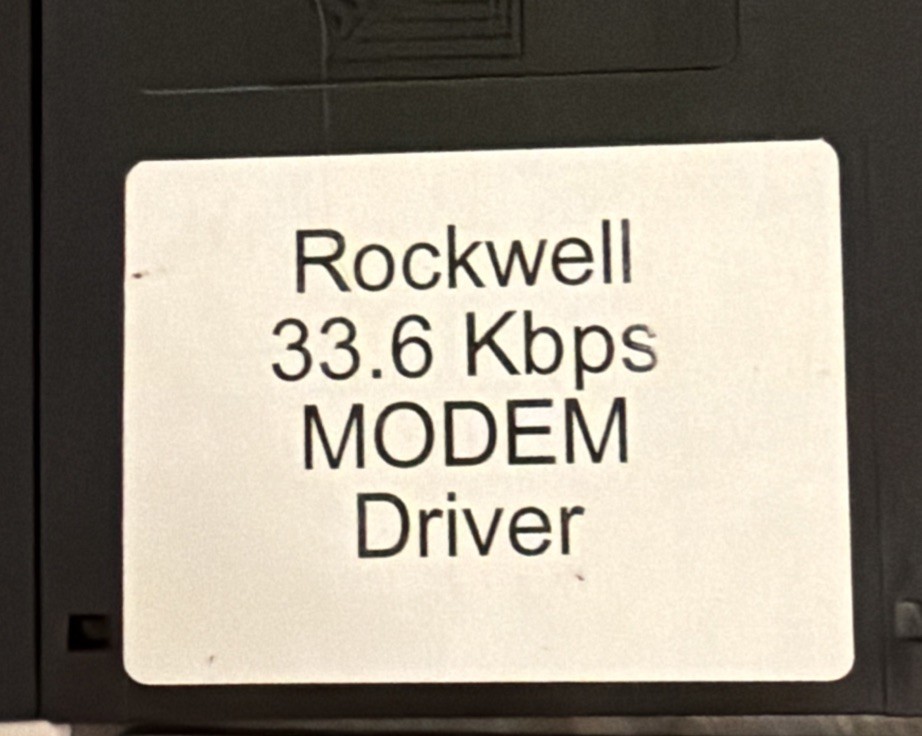 Rockwell
33.6 Kbps
MODEM
Driver